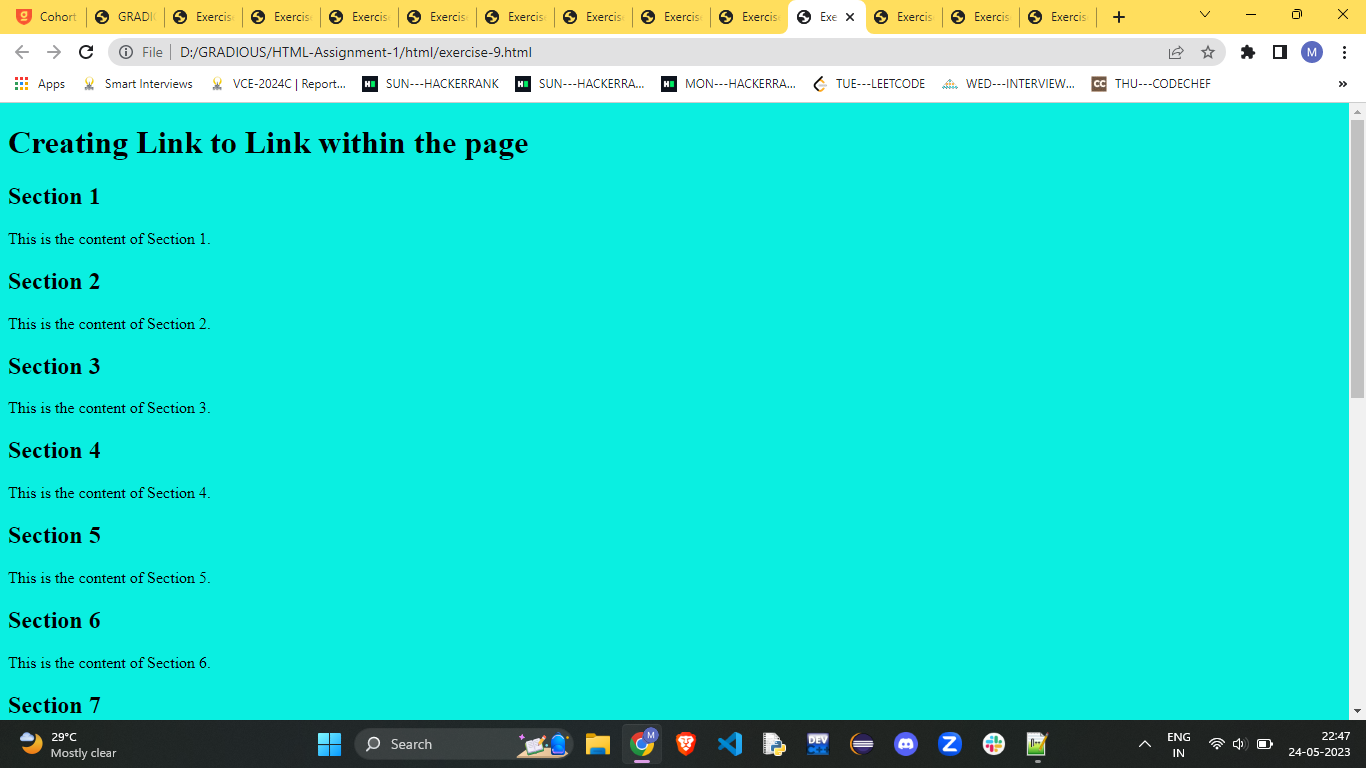 Cohort GRADI Exercis Exercis Exercis Exercis Exercis Exercis Exercis Exercis Exe Exercis Exercis Exercis
File D:/GRADIOUS/HTML-Assignment-1/html/exercise-9.html M
Apps Smart Interviews VCE-2024C | Report... SUN---HACKERRANK SUN---HACKERRA... MON---HACKERRA... TUE---LEETCODE WED---INTERVIEW... CC THU---CODECHEF »
Creating Link to Link within the page
Section 1
This is the content of Section 1.
Section 2
This is the content of Section 2.
Section 3
This is the content of Section 3.
Section 4
This is the content of Section 4.
Section 5
This is the content of Section 5.
Section 6
This is the content of Section 6.
Section 7
29°C
Mostly clear
Search
M
DEV
Z
ENG
IN
22:47
24-05-2023